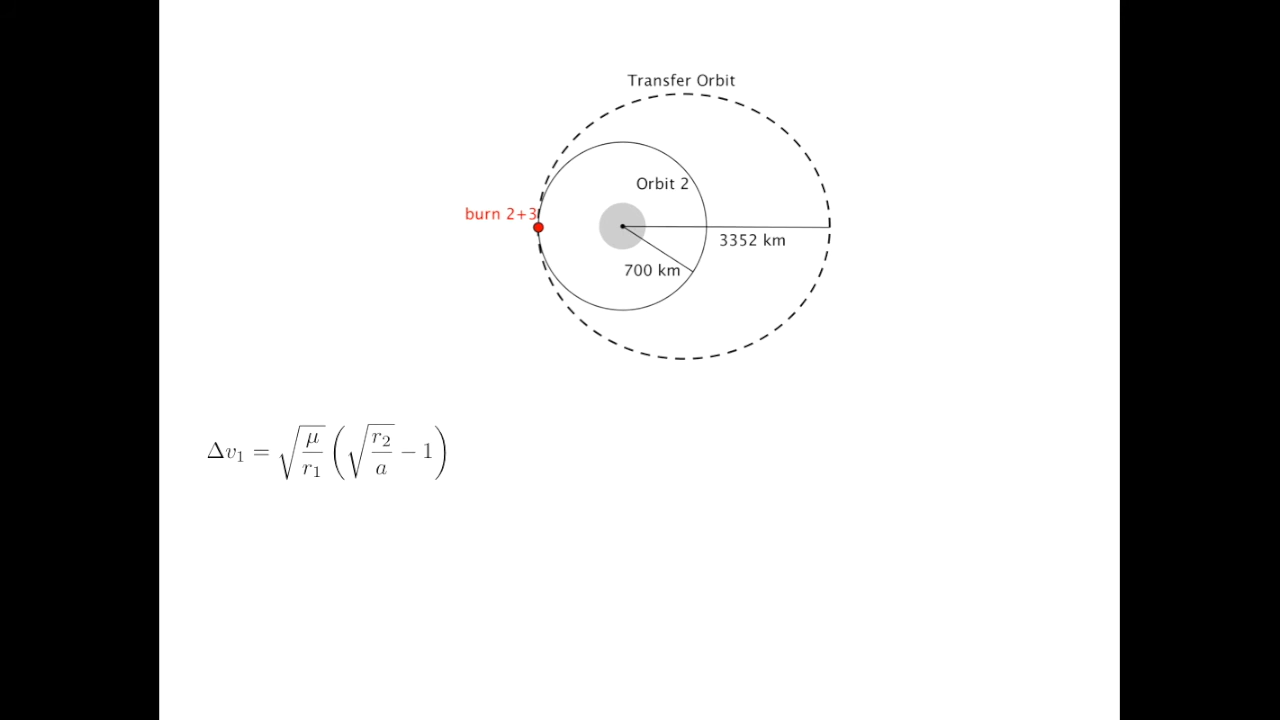 Transfer Orbit
Orbit 2
burn 2+3
3352 km
700 km
Δv₁ = √(μ/r₁) (√(r₂/a) − 1)